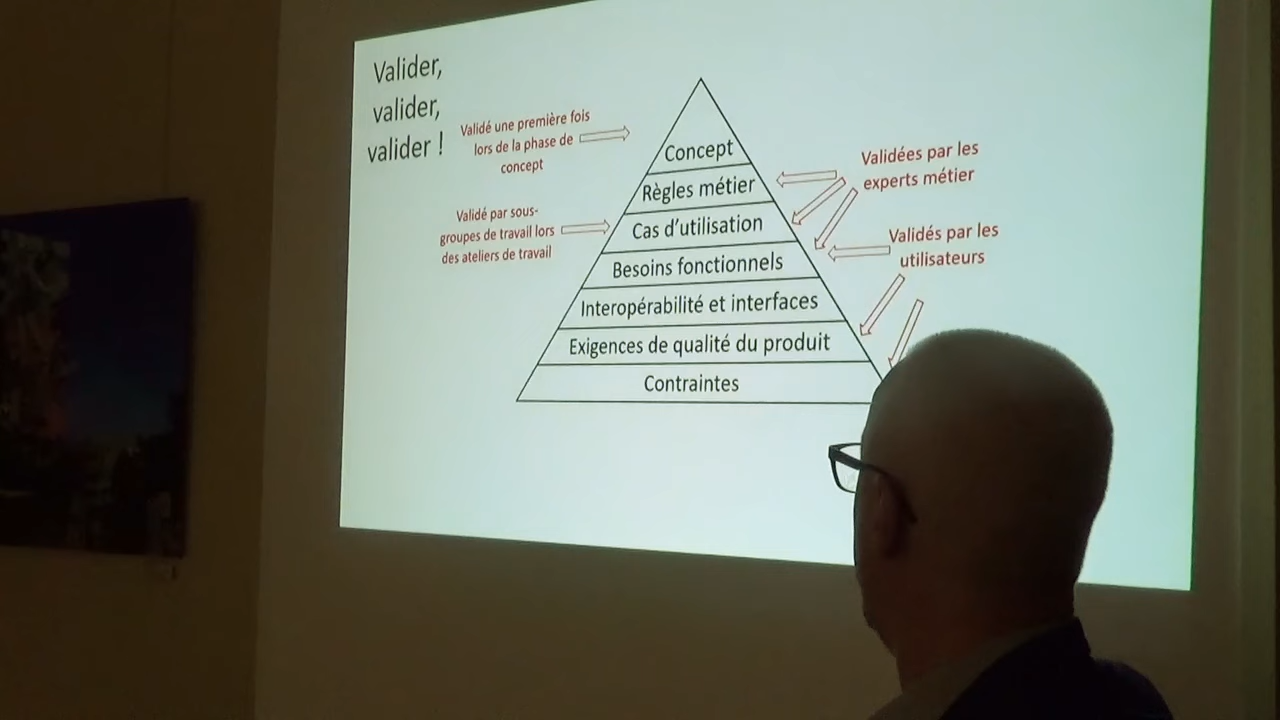 Valider,
valider,
valider !
Validé une première fois
lors de la phase de
concept
Validé par sous-
groupes de travail lors
des ateliers de travail
Concept
Règles métier
Cas d'utilisation
Besoins fonctionnels
Interopérabilité et interfaces
Exigences de qualité du produit
Contraintes
Validées par les
experts métier
Validés par les
utilisateurs